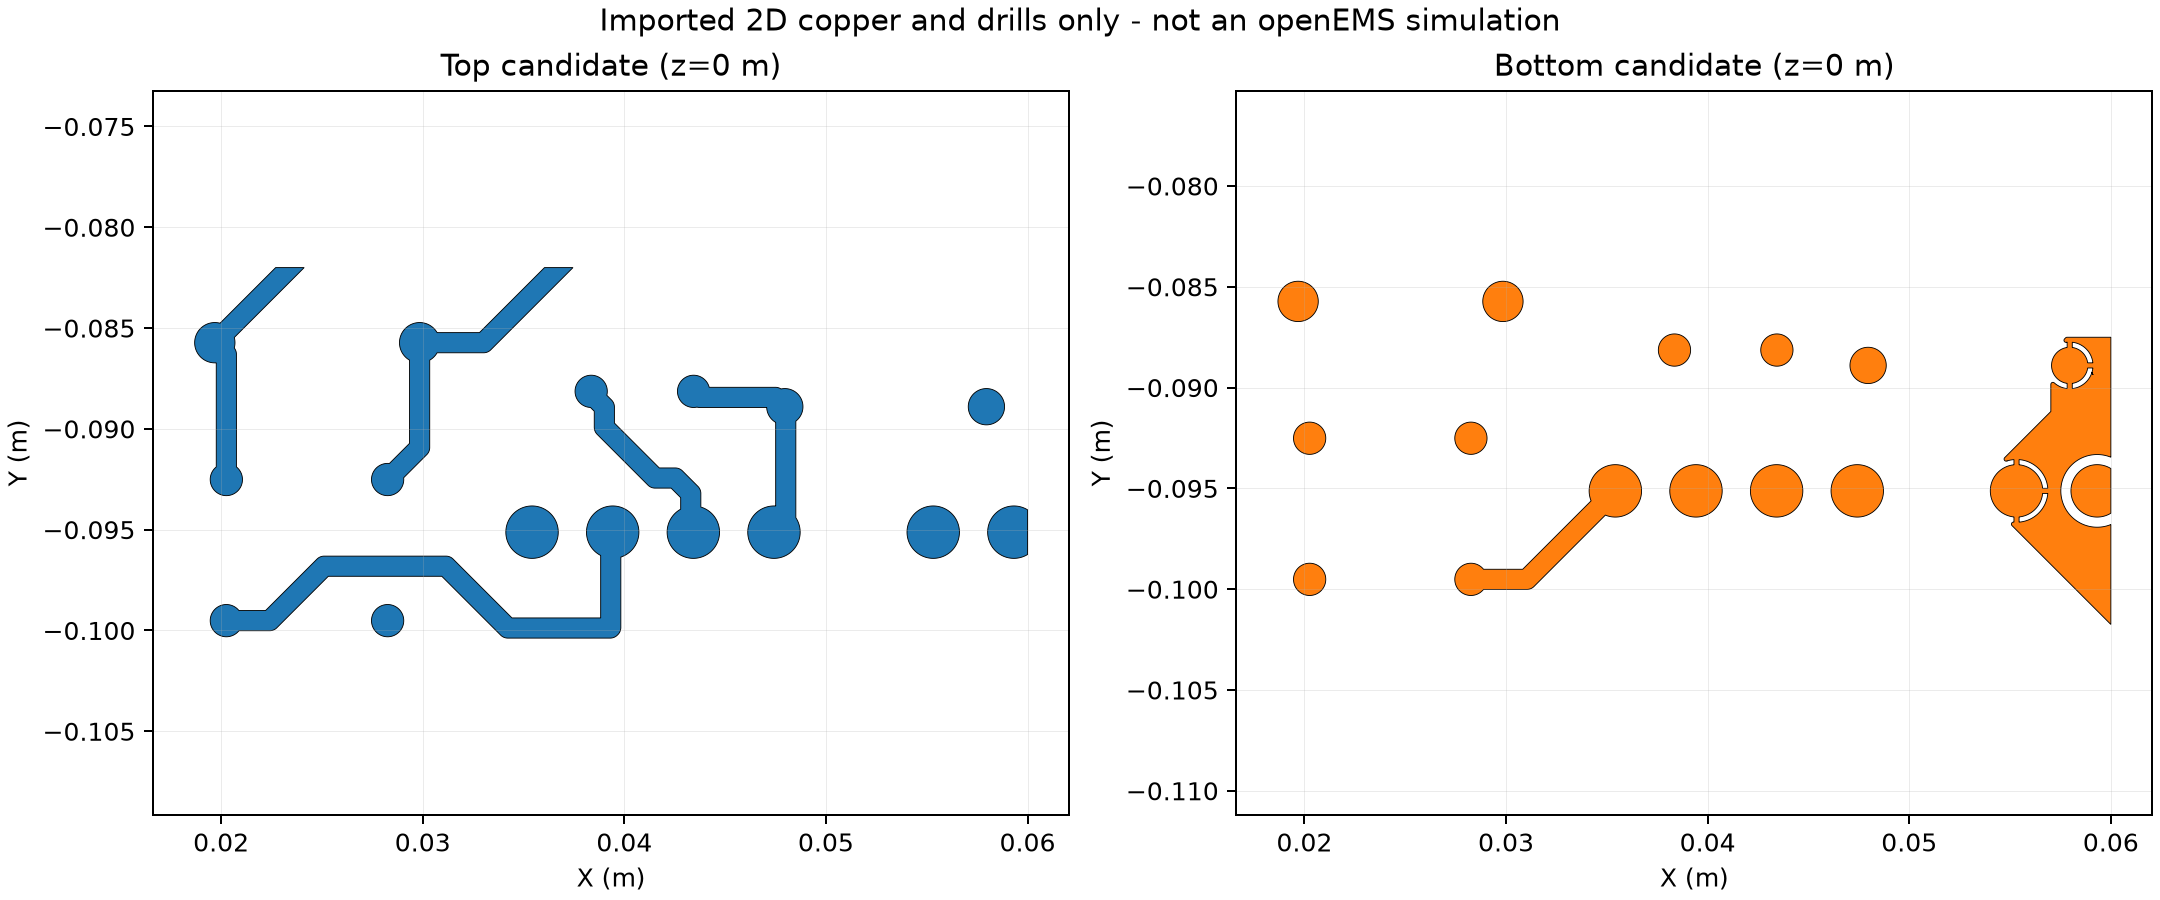 Imported 2D copper and drills only - not an openEMS simulation
Top candidate (z=0 m)
−0.075
−0.080
−0.085
−0.090
−0.095
−0.100
−0.105
Y (m)
0.02 0.03 0.04 0.05 0.06
X (m)
Bottom candidate (z=0 m)
−0.080
−0.085
−0.090
−0.095
−0.100
−0.105
−0.110
Y (m)
0.02 0.03 0.04 0.05 0.06
X (m)